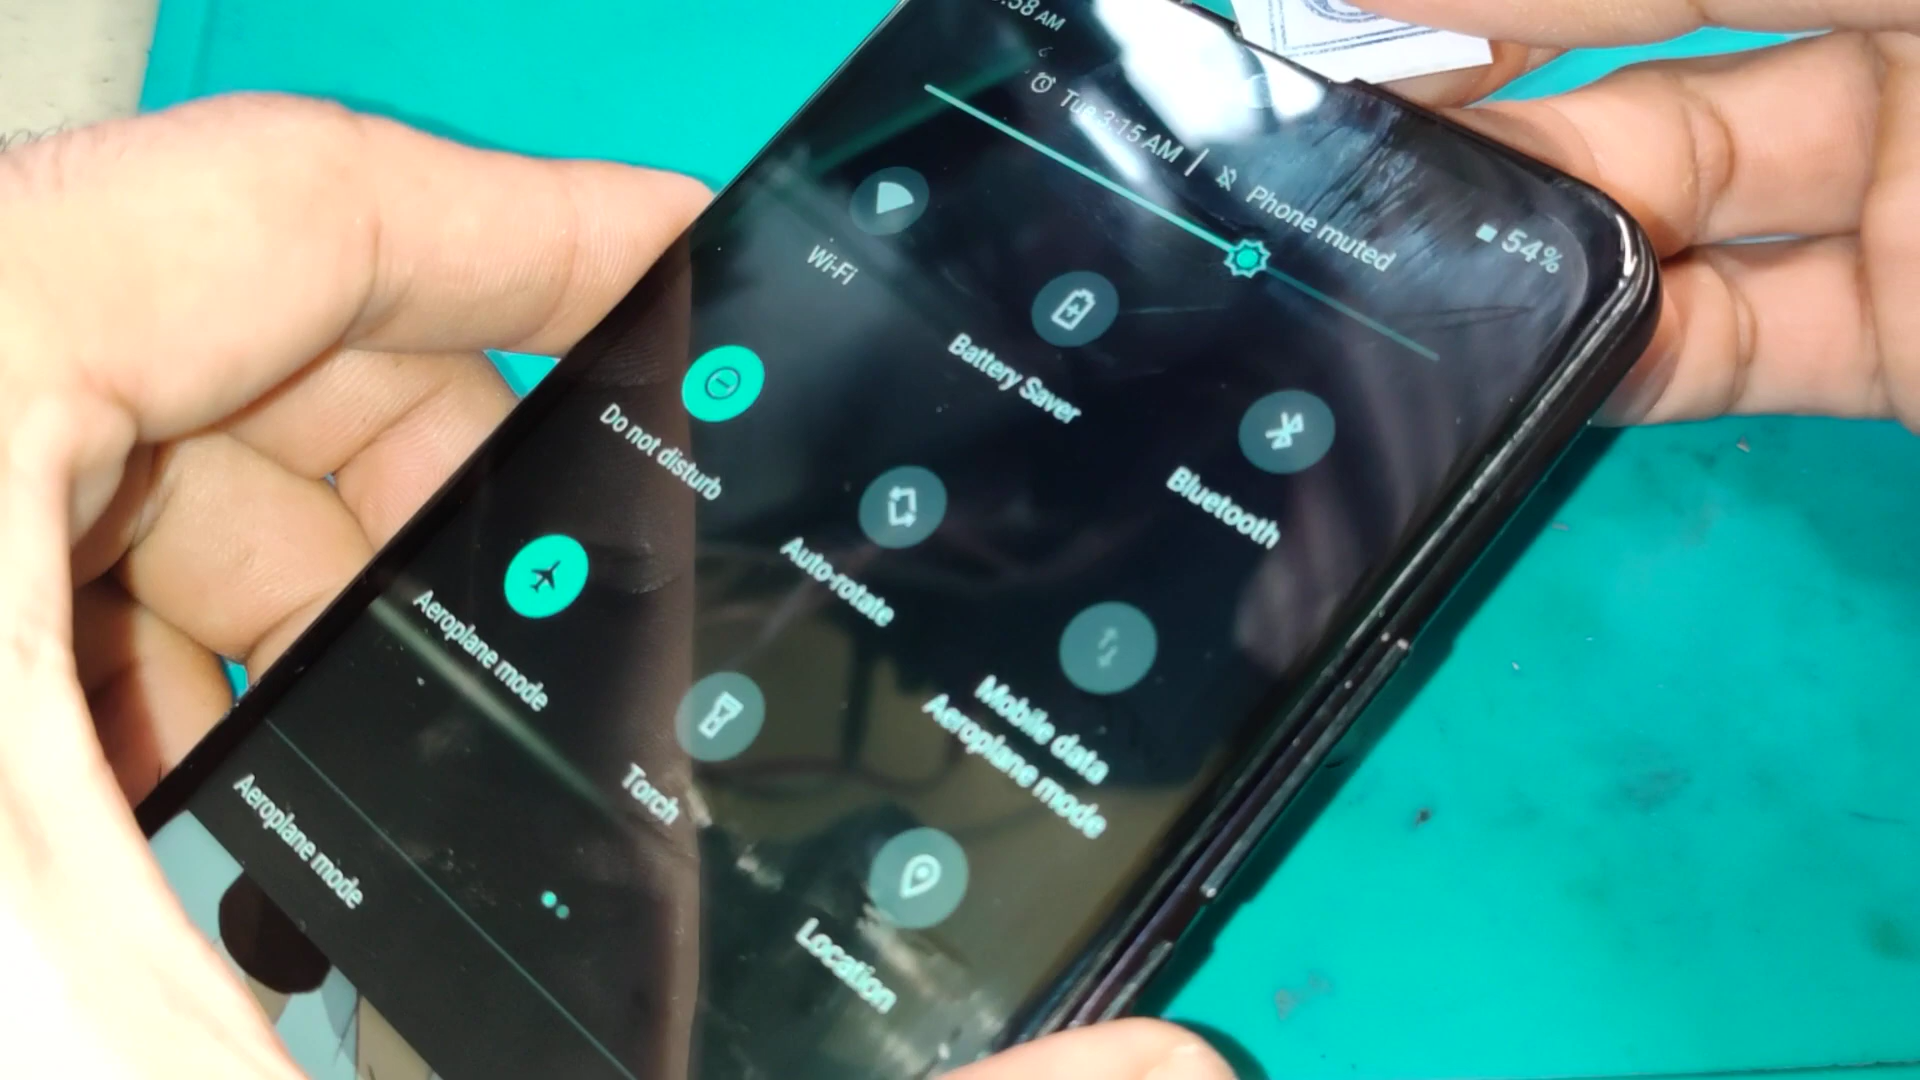 :58 AM
Tue 3:15 AM | Phone muted
54%
Wi-Fi
Battery Saver
Bluetooth
Do not disturb
Auto-rotate
Mobile data
Aeroplane mode
Aeroplane mode
Torch
Location
Aeroplane mode